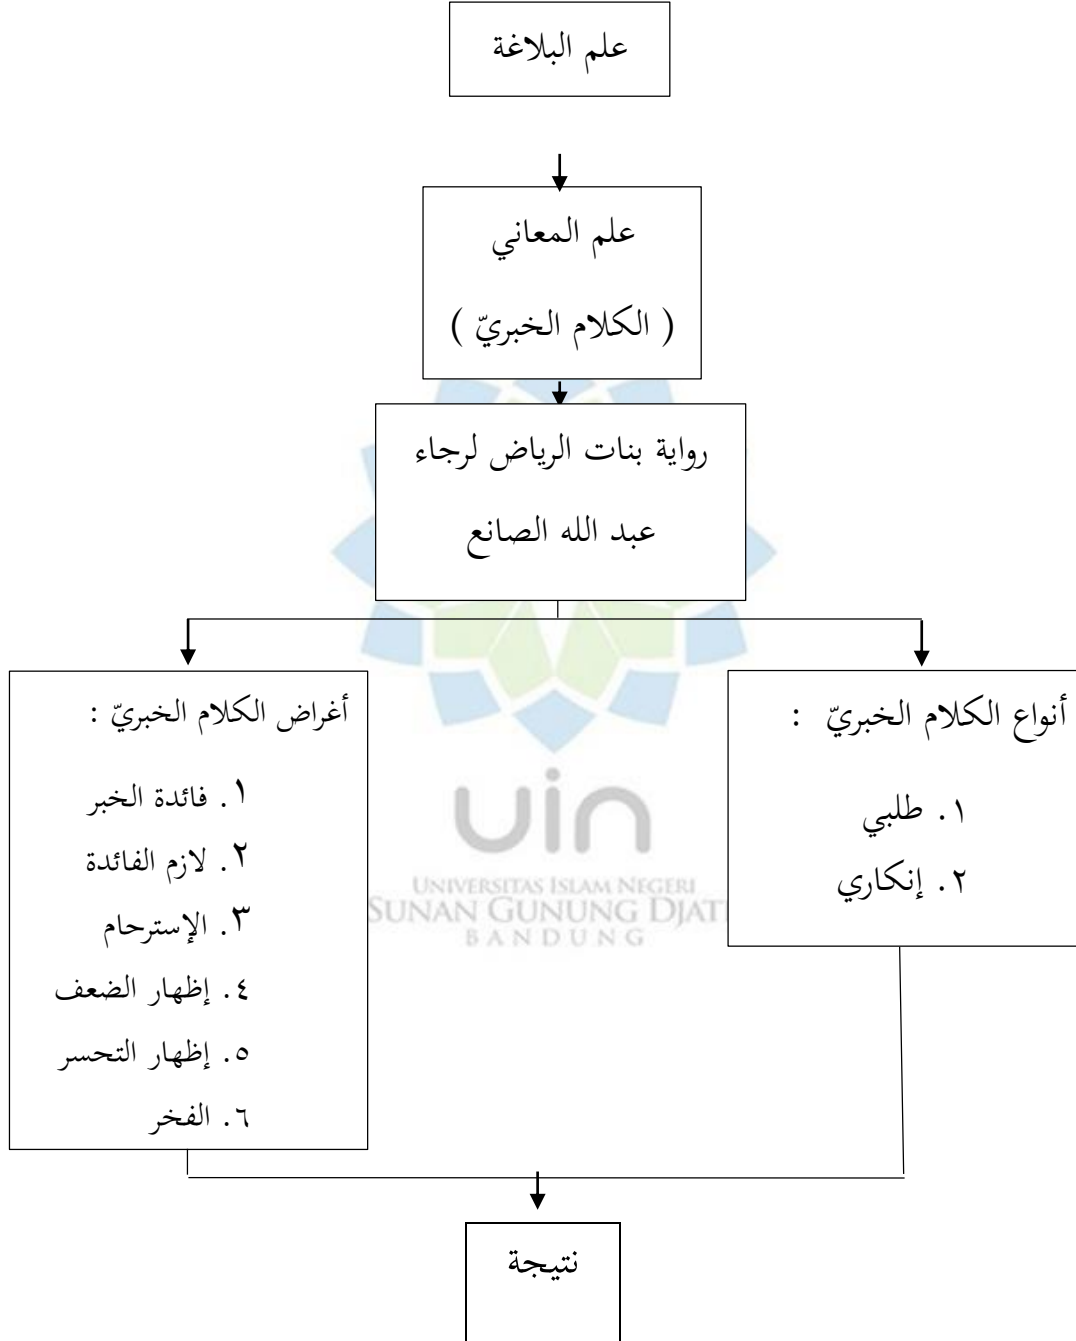 علم البلاغة
علم المعاني
( الكلام الخبريّ )
رواية بنات الرياض لرجاء
عبد الله الصانع
أنواع الكلام الخبريّ :
١. طلبي
٢. إنكاري
أغراض الكلام الخبريّ :
١. فائدة الخبر
٢. لازم الفائدة
٣. الإسترحام
٤. إظهار الضعف
٥. إظهار التحسر
٦. الفخر
uin
UNIVERSITAS ISLAM NEGERI
SUNAN GUNUNG DJATI
BANDUNG
نتيجة